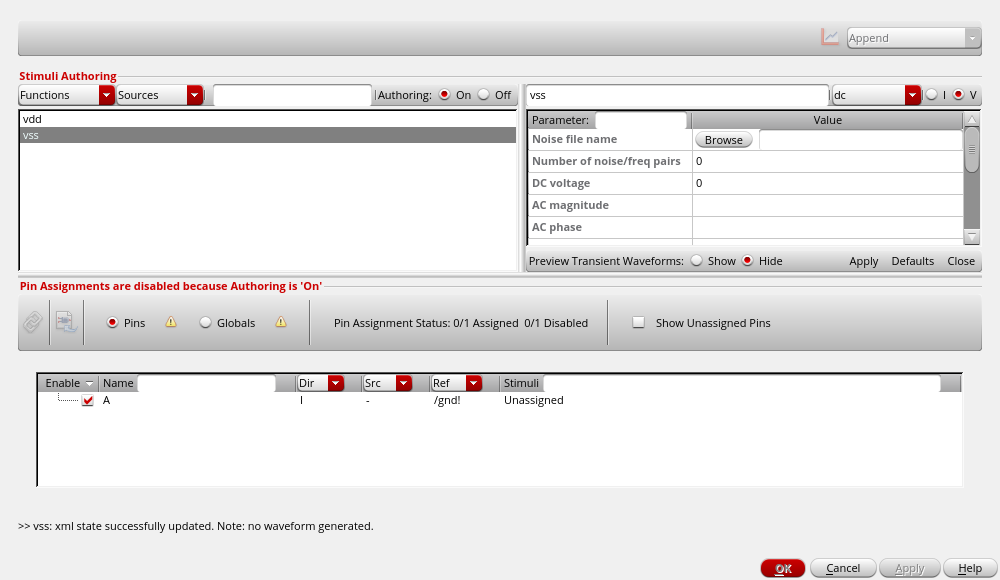 Append
Stimuli Authoring
Functions Sources Authoring: On Off vss dc I V
vdd
vss
Parameter: Value
Noise file name Browse
Number of noise/freq pairs 0
DC voltage 0
AC magnitude
AC phase
Preview Transient Waveforms: Show Hide Apply Defaults Close
Pin Assignments are disabled because Authoring is 'On'
Pins Globals Pin Assignment Status: 0/1 Assigned 0/1 Disabled Show Unassigned Pins
Enable Name Dir Src Ref Stimuli
A I - /gnd! Unassigned
>> vss: xml state successfully updated. Note: no waveform generated.
OK Cancel Apply Help